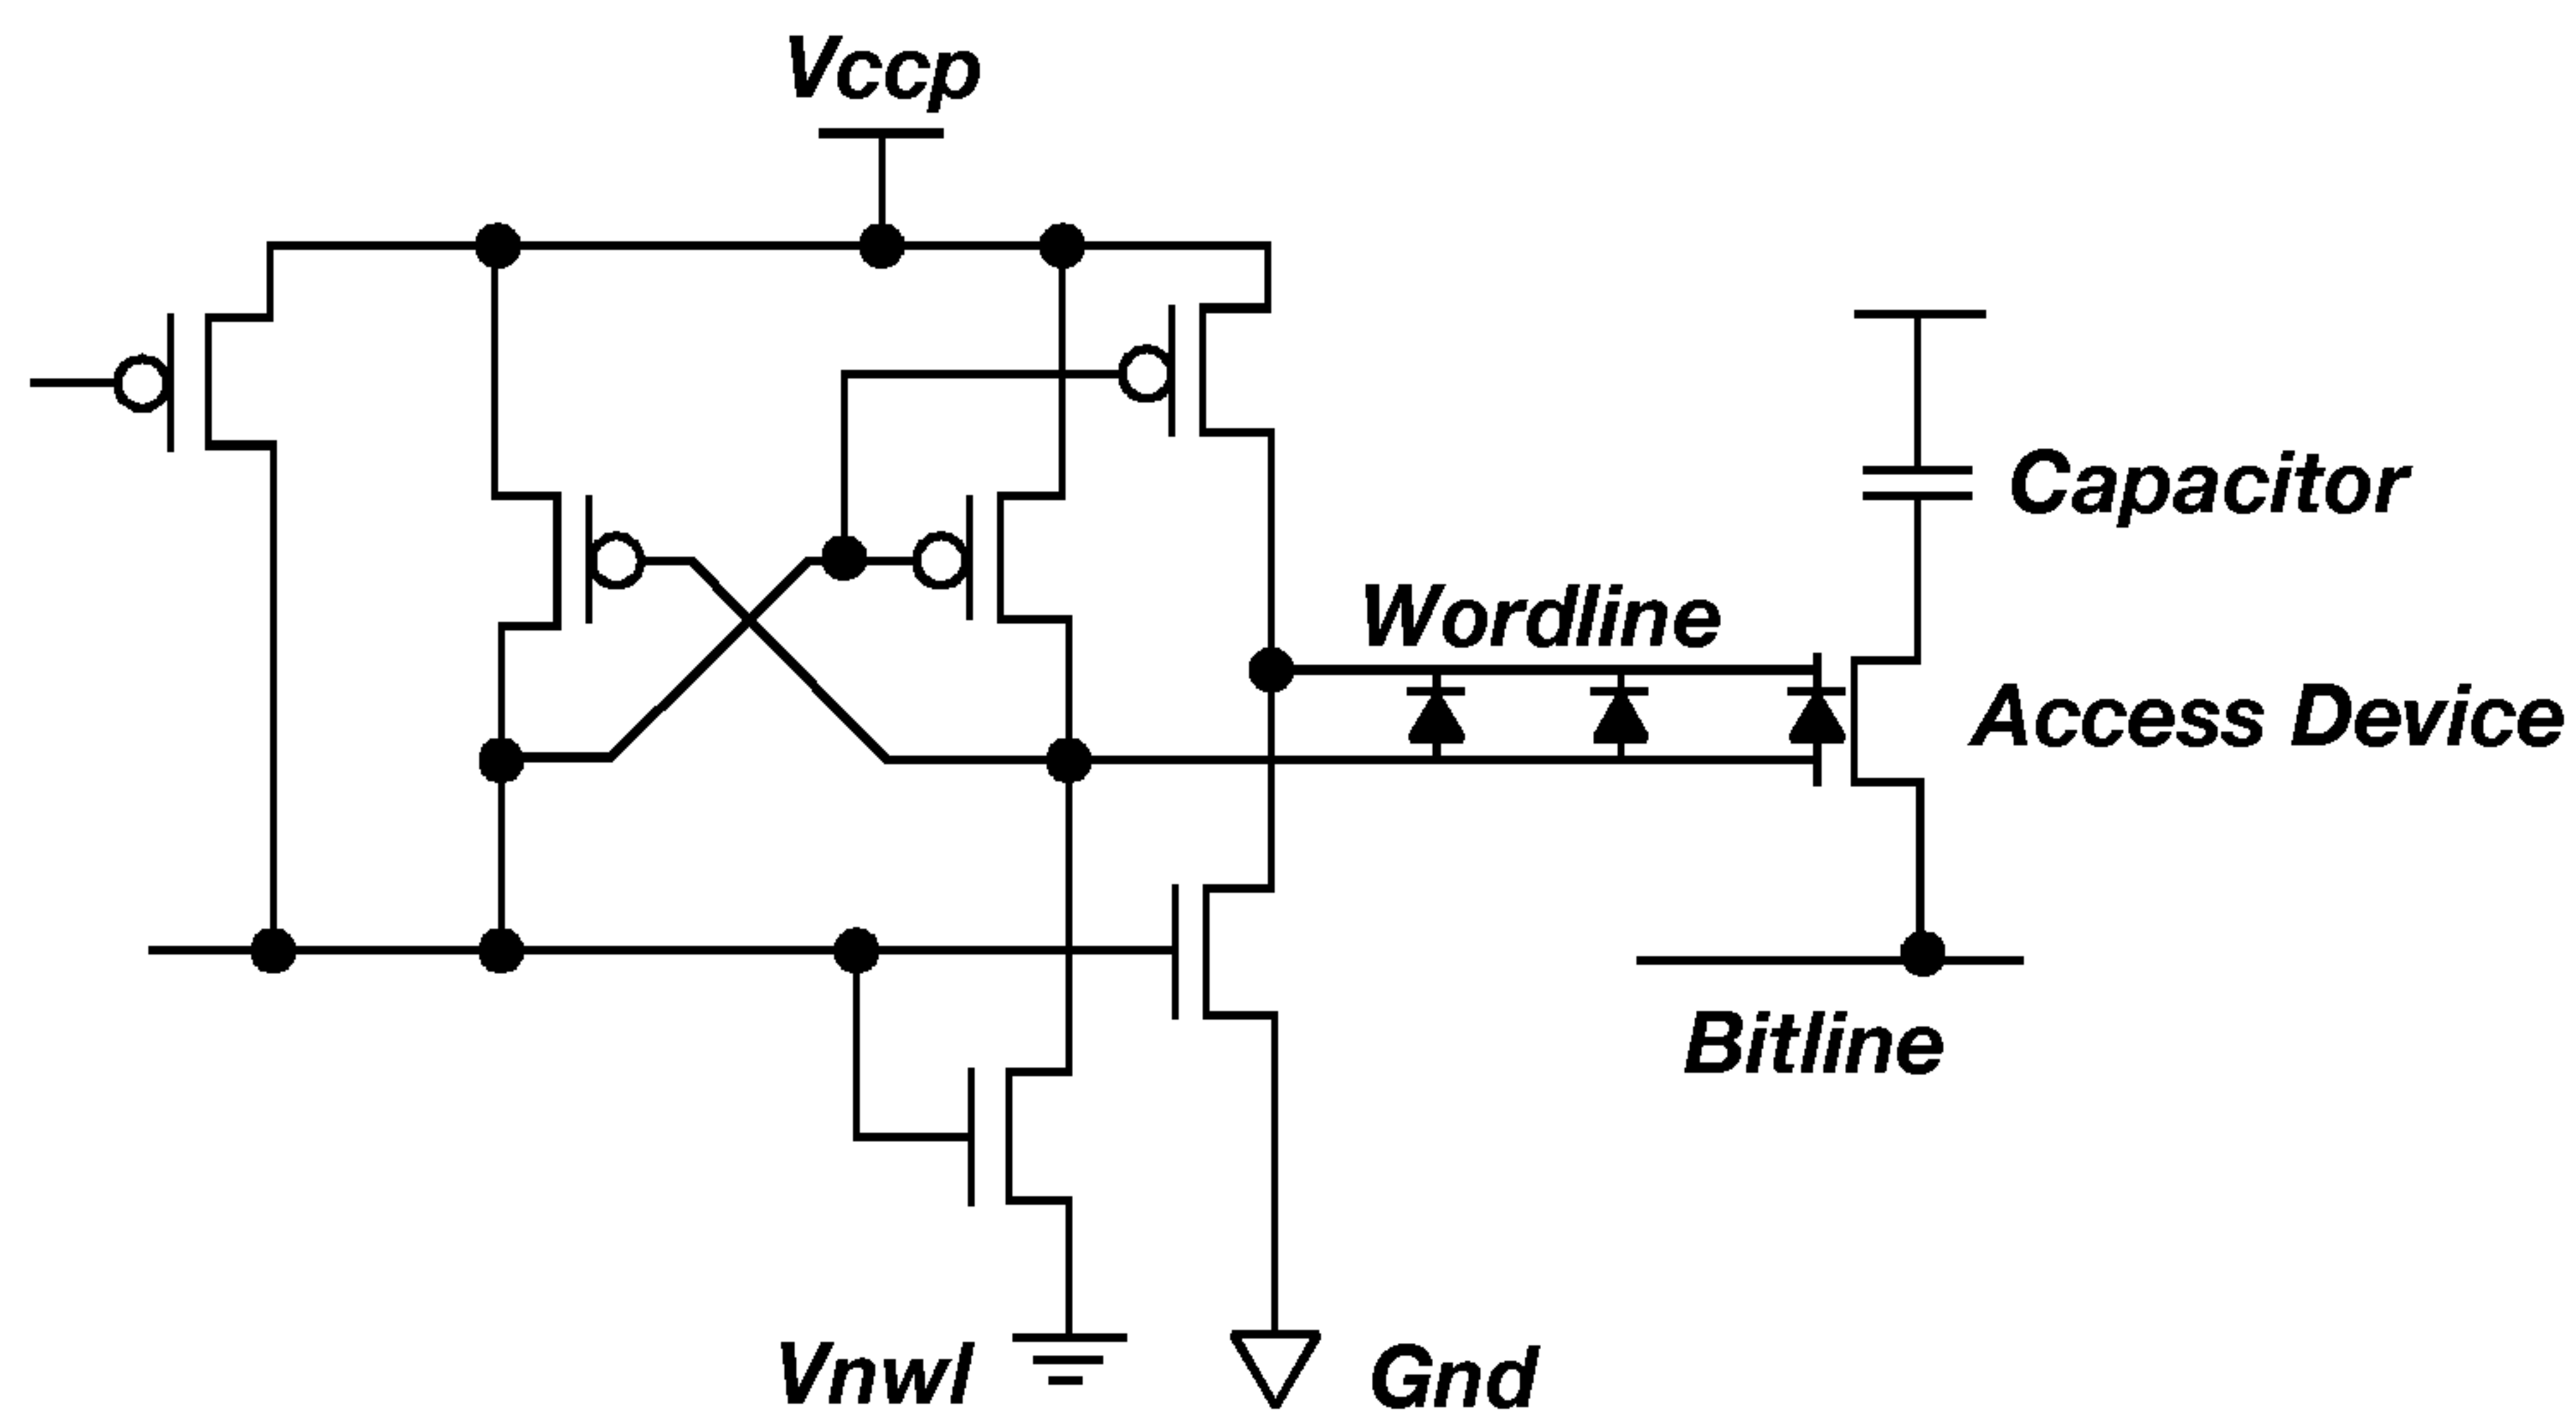 Vccp
Capacitor
Wordline
Access Device
Bitline
Vnwl
Gnd